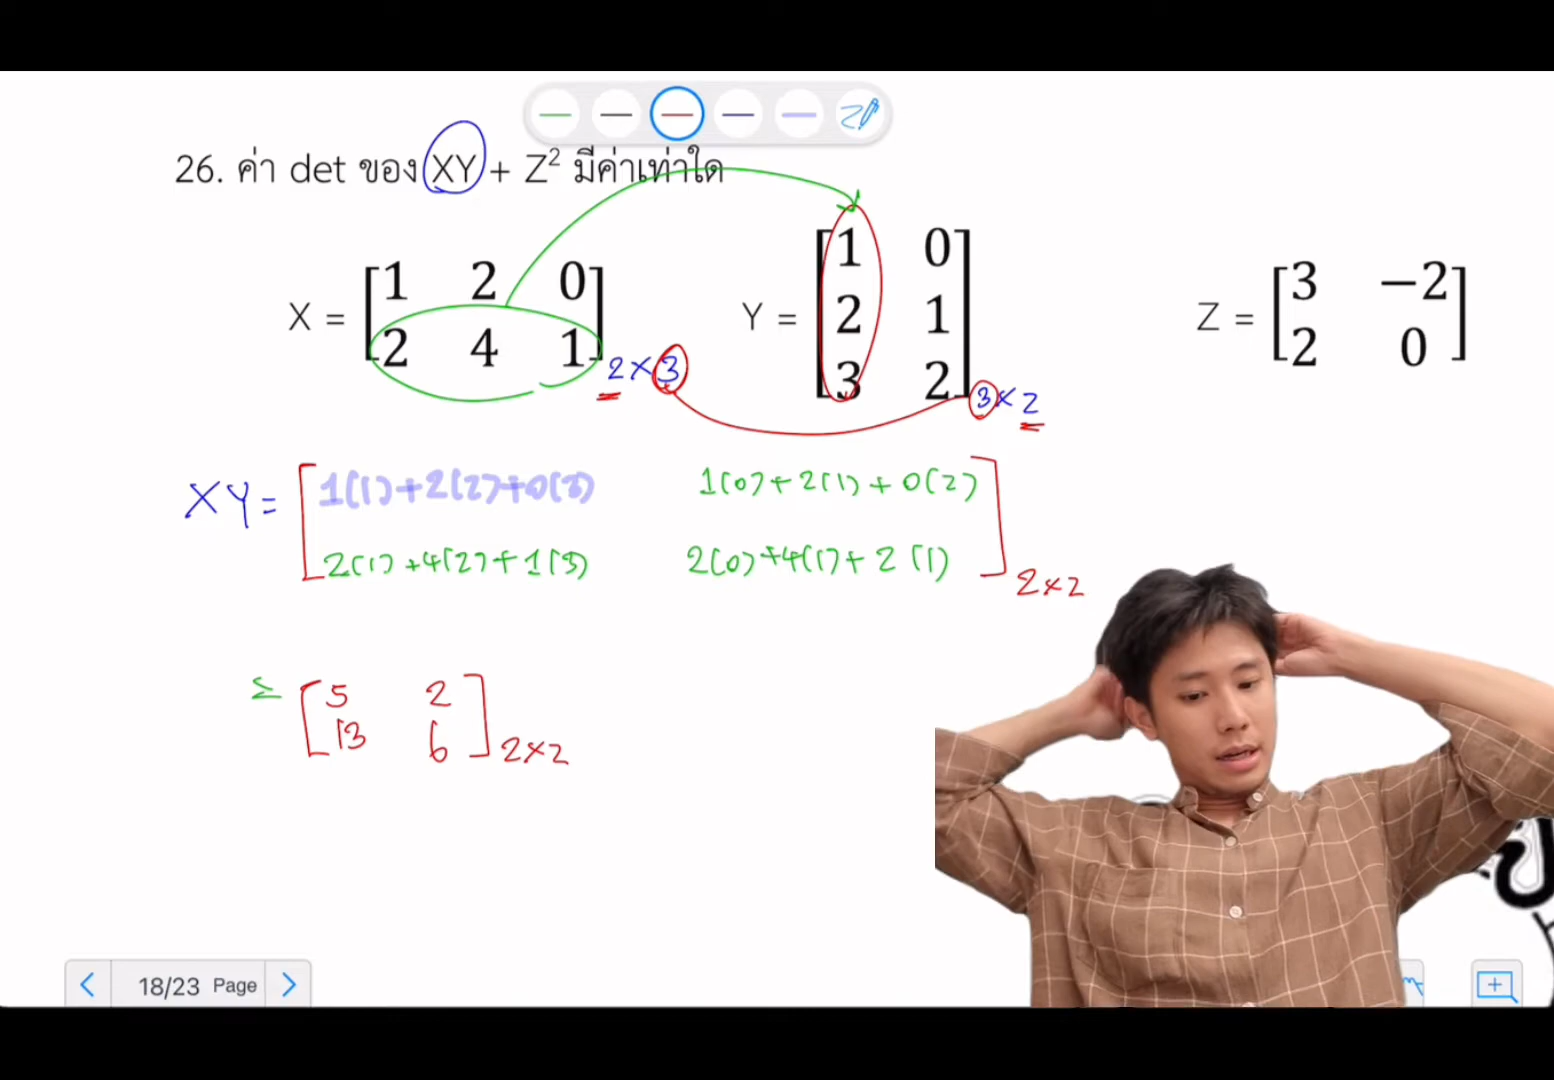 26. ค่า det ของ XY + Z² มีค่าเท่าใด
X = [1 2 0
2 4 1] 2×3
Y = [1 0
2 1
3 2] 3×2
Z = [3 −2
2 0]
XY = [1(1)+2(2)+0(3) 1(0)+2(1)+0(2)
2(1)+4(2)+1(3) 2(0)+4(1)+2(1)] 2×2
= [5 2
13 6] 2×2
18/23 Page